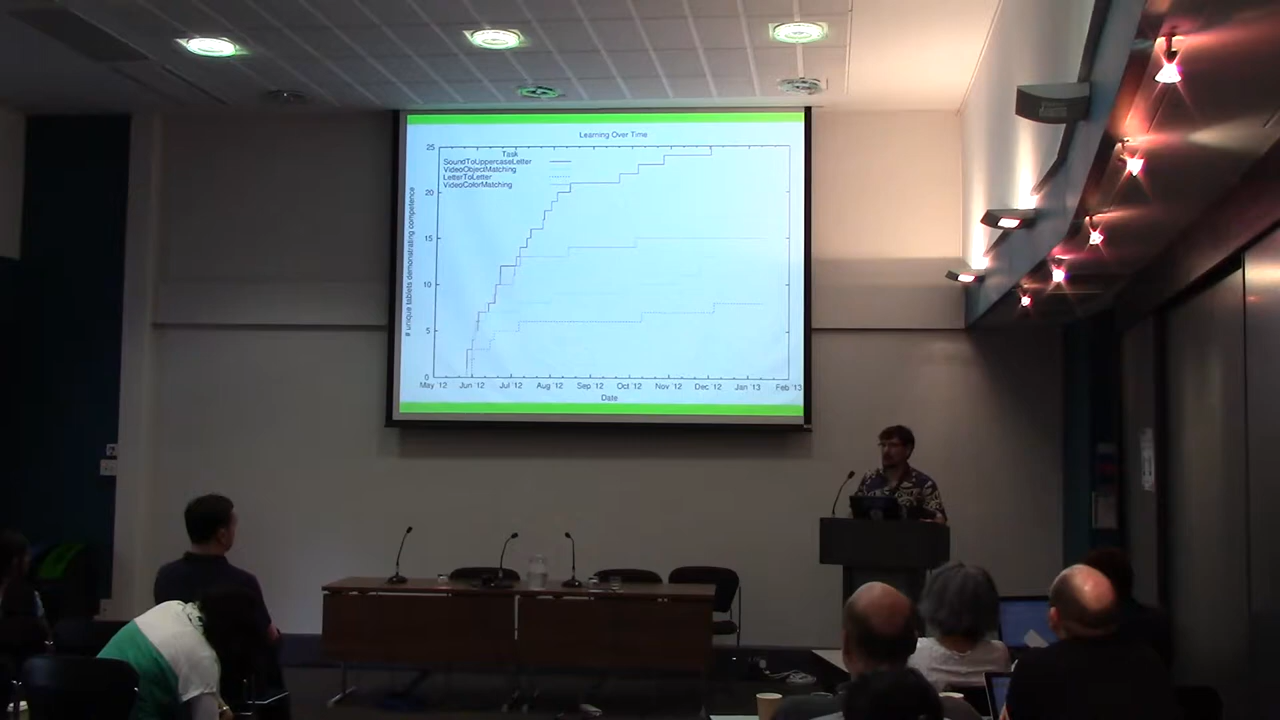 Learning Over Time
Task
SoundToUppercaseLetter
VideoObjectMatching
LetterToLetter
VideoColorMatching
# unique tablets demonstrating competence
25
20
15
10
5
0
May '12 Jun '12 Jul '12 Aug '12 Sep '12 Oct '12 Nov '12 Dec '12 Jan '13 Feb '13
Date